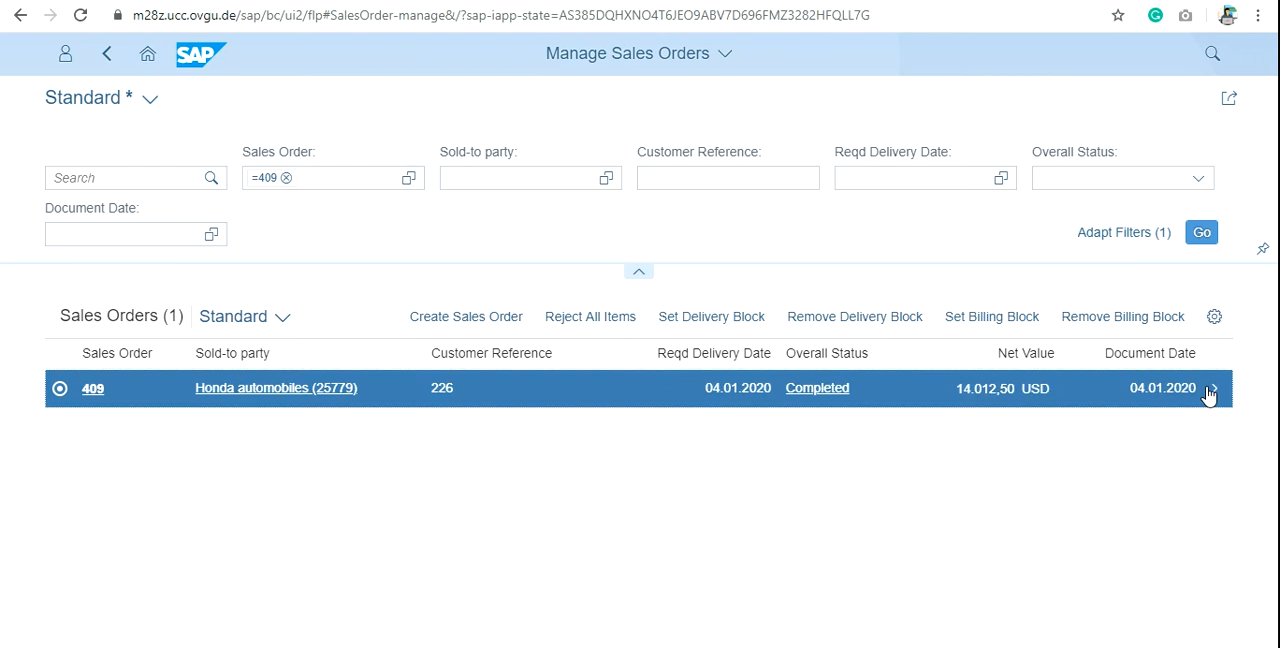 m28z.ucc.ovgu.de/sap/bc/ui2/flp#SalesOrder-manage&/?sap-iapp-state=AS385DQHXNO4T6JEO9ABV7D696FMZ3282HFQLL7G
SAP Manage Sales Orders
Standard *
Sales Order: Sold-to party: Customer Reference: Reqd Delivery Date: Overall Status:
Search =409
Document Date:
Adapt Filters (1) Go
Sales Orders (1) Standard Create Sales Order Reject All Items Set Delivery Block Remove Delivery Block Set Billing Block Remove Billing Block
Sales Order Sold-to party Customer Reference Reqd Delivery Date Overall Status Net Value Document Date
409 Honda automobiles (25779) 226 04.01.2020 Completed 14.012,50 USD 04.01.2020